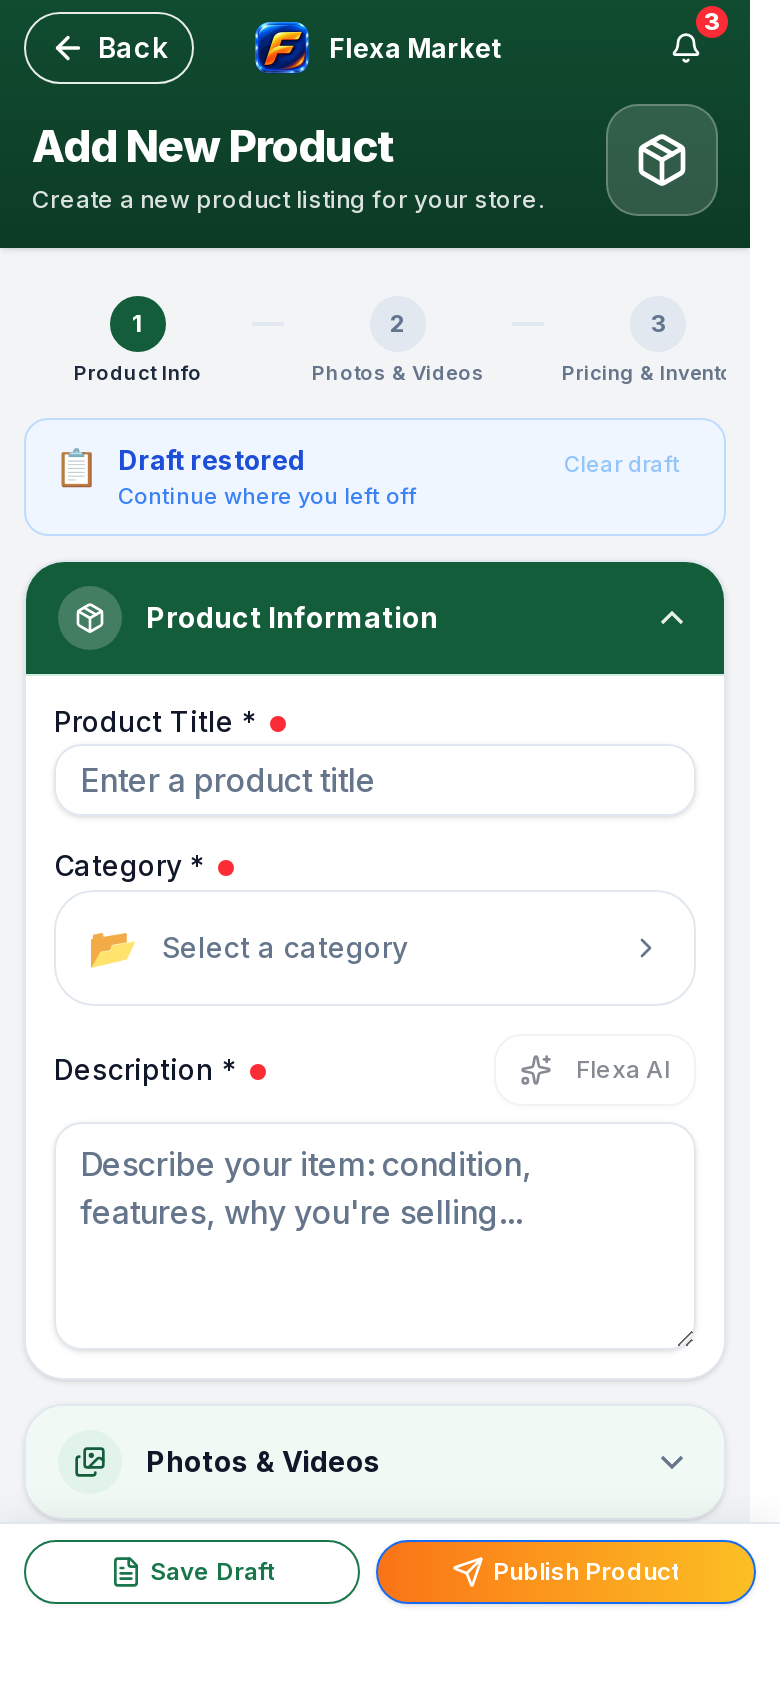 Back
Flexa Market
3
Add New Product
Create a new product listing for your store.
1
2
3
Product Info
Photos & Videos
Pricing & Invento
Draft restored
Clear draft
Continue where you left off
Product Information
Product Title *
Enter a product title
Category *
Select a category
Description *
Flexa AI
Describe your item: condition,
features, why you're selling...
Photos & Videos
Save Draft
Publish Product